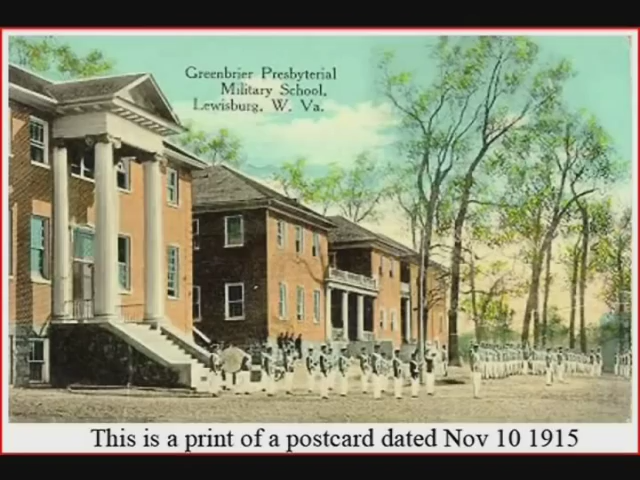 Greenbrier Presbyterial
Military School,
Lewisburg, W. Va.
This is a print of a postcard dated Nov 10 1915